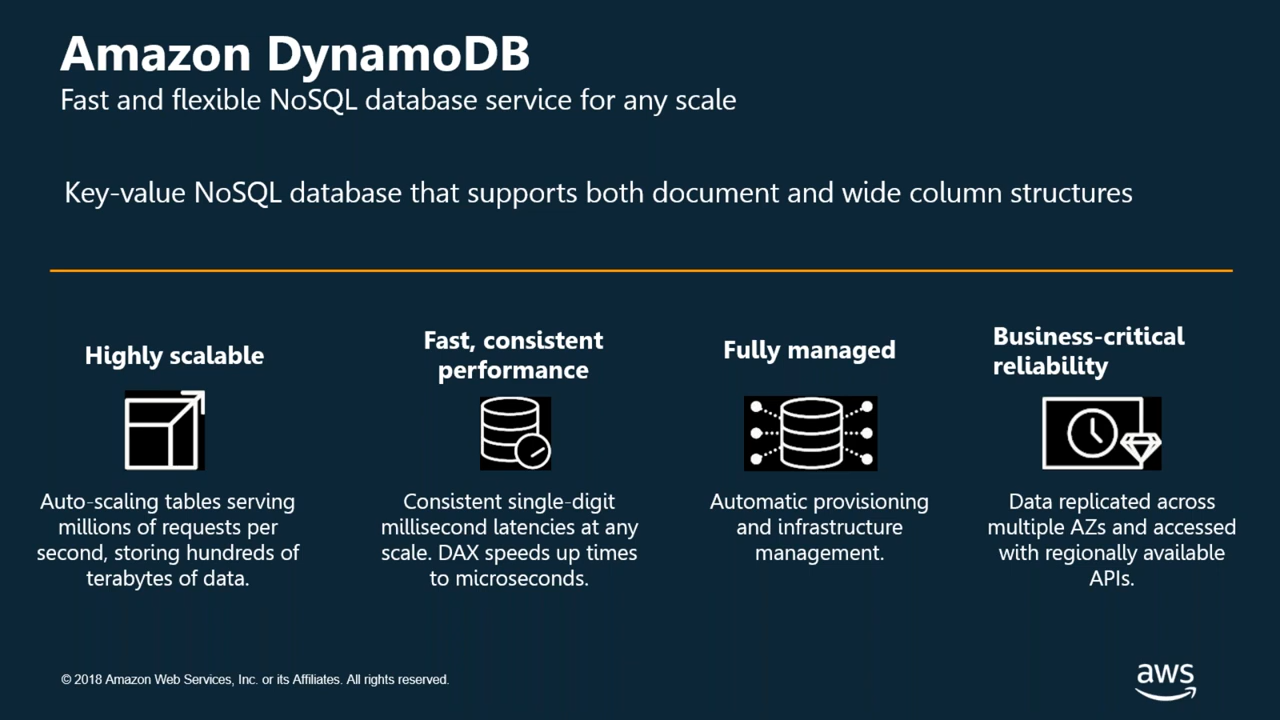 Amazon DynamoDB
Fast and flexible NoSQL database service for any scale
Key-value NoSQL database that supports both document and wide column structures
Highly scalable
Auto-scaling tables serving
millions of requests per
second, storing hundreds of
terabytes of data.
Fast, consistent
performance
Consistent single-digit
millisecond latencies at any
scale. DAX speeds up times
to microseconds.
Fully managed
Automatic provisioning
and infrastructure
management.
Business-critical
reliability
Data replicated across
multiple AZs and accessed
with regionally available
APIs.
© 2018 Amazon Web Services, Inc. or its Affiliates. All rights reserved.
aws